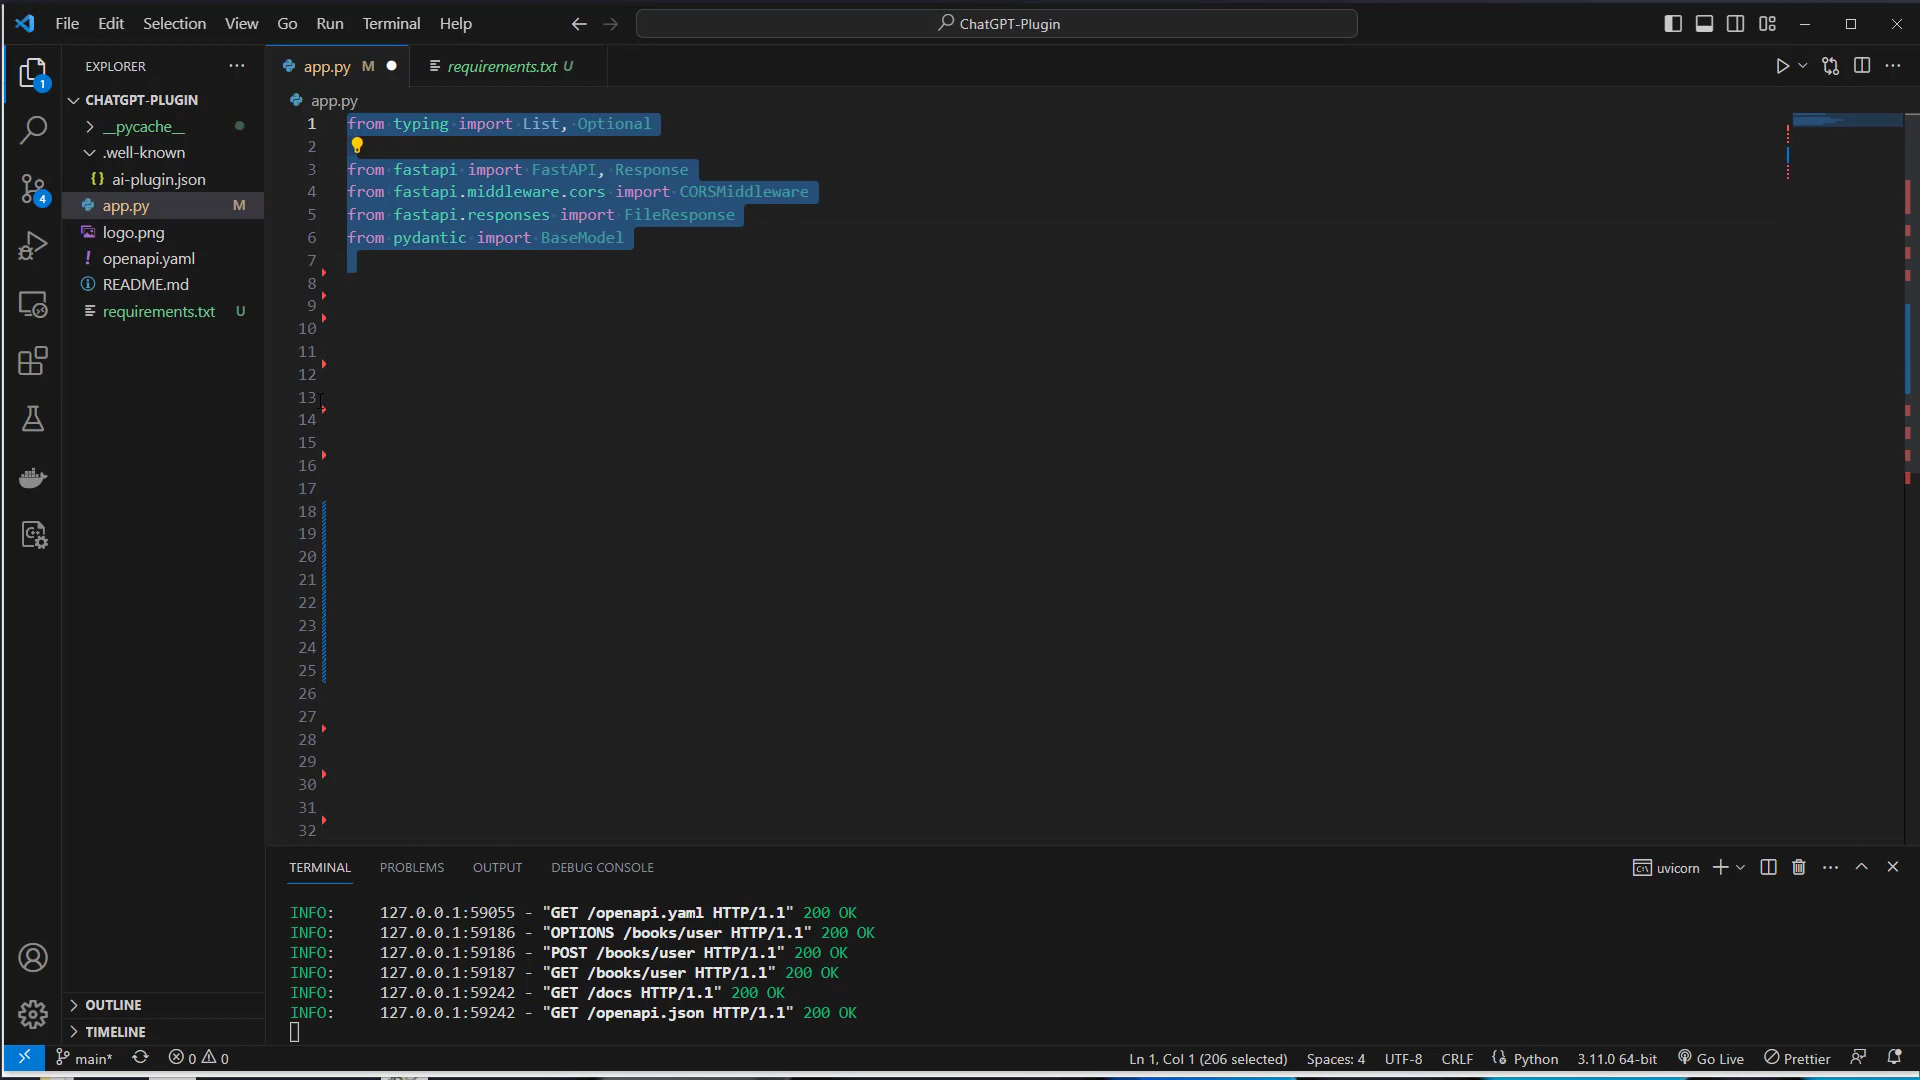 File Edit Selection View Go Run Terminal Help
ChatGPT-Plugin
EXPLORER
app.py M
requirements.txt U
CHATGPT-PLUGIN
app.py
__pycache__
.well-known
ai-plugin.json
app.py M
logo.png
openapi.yaml
README.md
requirements.txt U
1
4
1 from typing import List, Optional
2
3 from fastapi import FastAPI, Response
4 from fastapi.middleware.cors import CORSMiddleware
5 from fastapi.responses import FileResponse
6 from pydantic import BaseModel
7
8
9
10
11
12
13
14
15
16
17
18
19
20
21
22
23
24
25
26
27
28
29
30
31
32
TERMINAL PROBLEMS OUTPUT DEBUG CONSOLE
uvicorn
INFO: 127.0.0.1:59055 - "GET /openapi.yaml HTTP/1.1" 200 OK
INFO: 127.0.0.1:59186 - "OPTIONS /books/user HTTP/1.1" 200 OK
INFO: 127.0.0.1:59186 - "POST /books/user HTTP/1.1" 200 OK
INFO: 127.0.0.1:59187 - "GET /books/user HTTP/1.1" 200 OK
INFO: 127.0.0.1:59242 - "GET /docs HTTP/1.1" 200 OK
INFO: 127.0.0.1:59242 - "GET /openapi.json HTTP/1.1" 200 OK
OUTLINE
TIMELINE
main* 0 0
Ln 1, Col 1 (206 selected) Spaces: 4 UTF-8 CRLF Python 3.11.0 64-bit Go Live Prettier